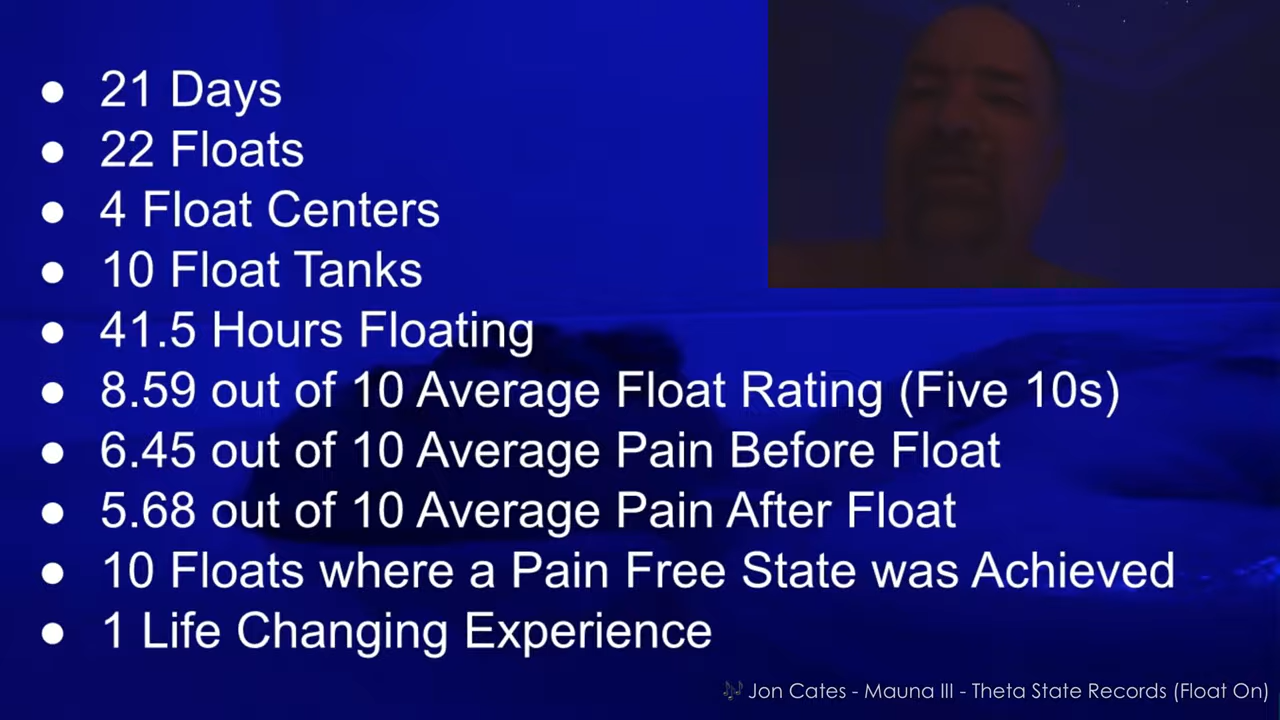 ● 21 Days
● 22 Floats
● 4 Float Centers
● 10 Float Tanks
● 41.5 Hours Floating
● 8.59 out of 10 Average Float Rating (Five 10s)
● 6.45 out of 10 Average Pain Before Float
● 5.68 out of 10 Average Pain After Float
● 10 Floats where a Pain Free State was Achieved
● 1 Life Changing Experience
🎶 Jon Cates - Mauna III - Theta State Records (Float On)